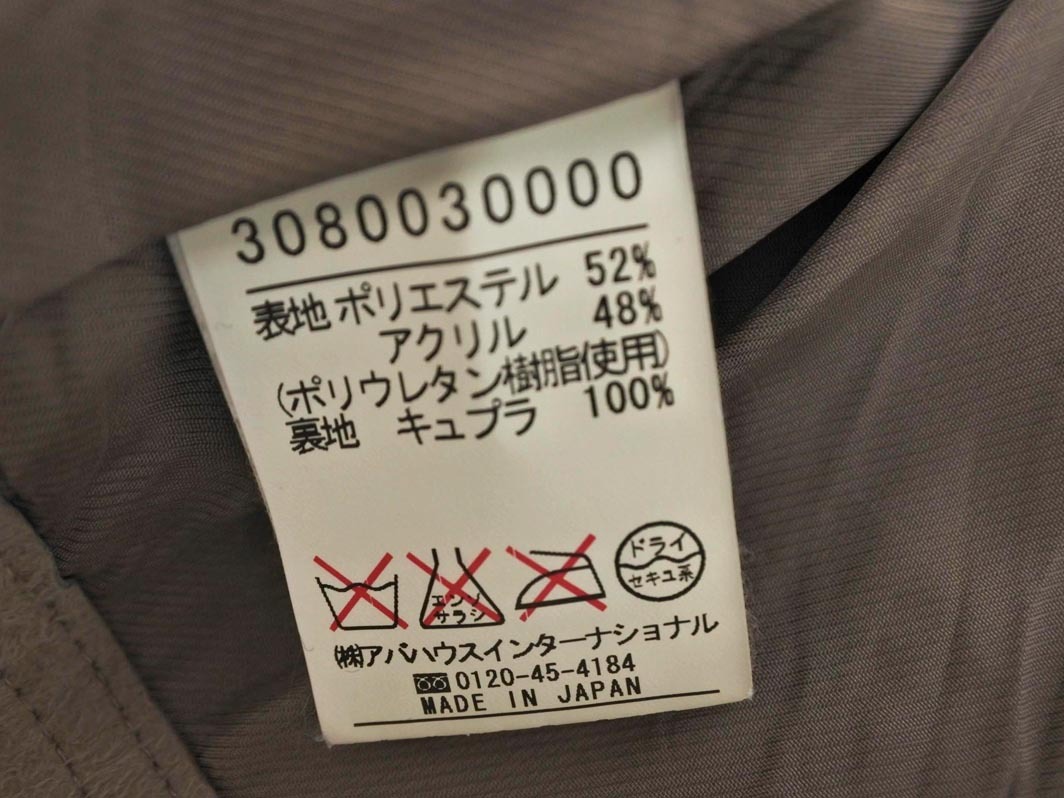 3080030000
表地 ポリエステル 52%
アクリル 48%
(ポリウレタン樹脂使用)
裏地 キュプラ 100%
エンソ
サラシ
ドライ
セキユ系
㈱アバハウスインターナショナル
0120-45-4184
MADE IN JAPAN